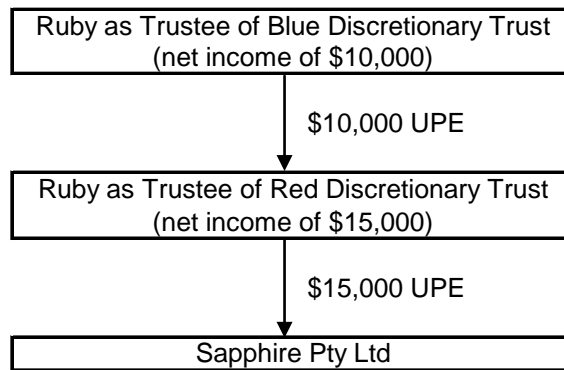 Ruby as Trustee of Blue Discretionary Trust
(net income of $10,000)
$10,000 UPE
Ruby as Trustee of Red Discretionary Trust
(net income of $15,000)
$15,000 UPE
Sapphire Pty Ltd